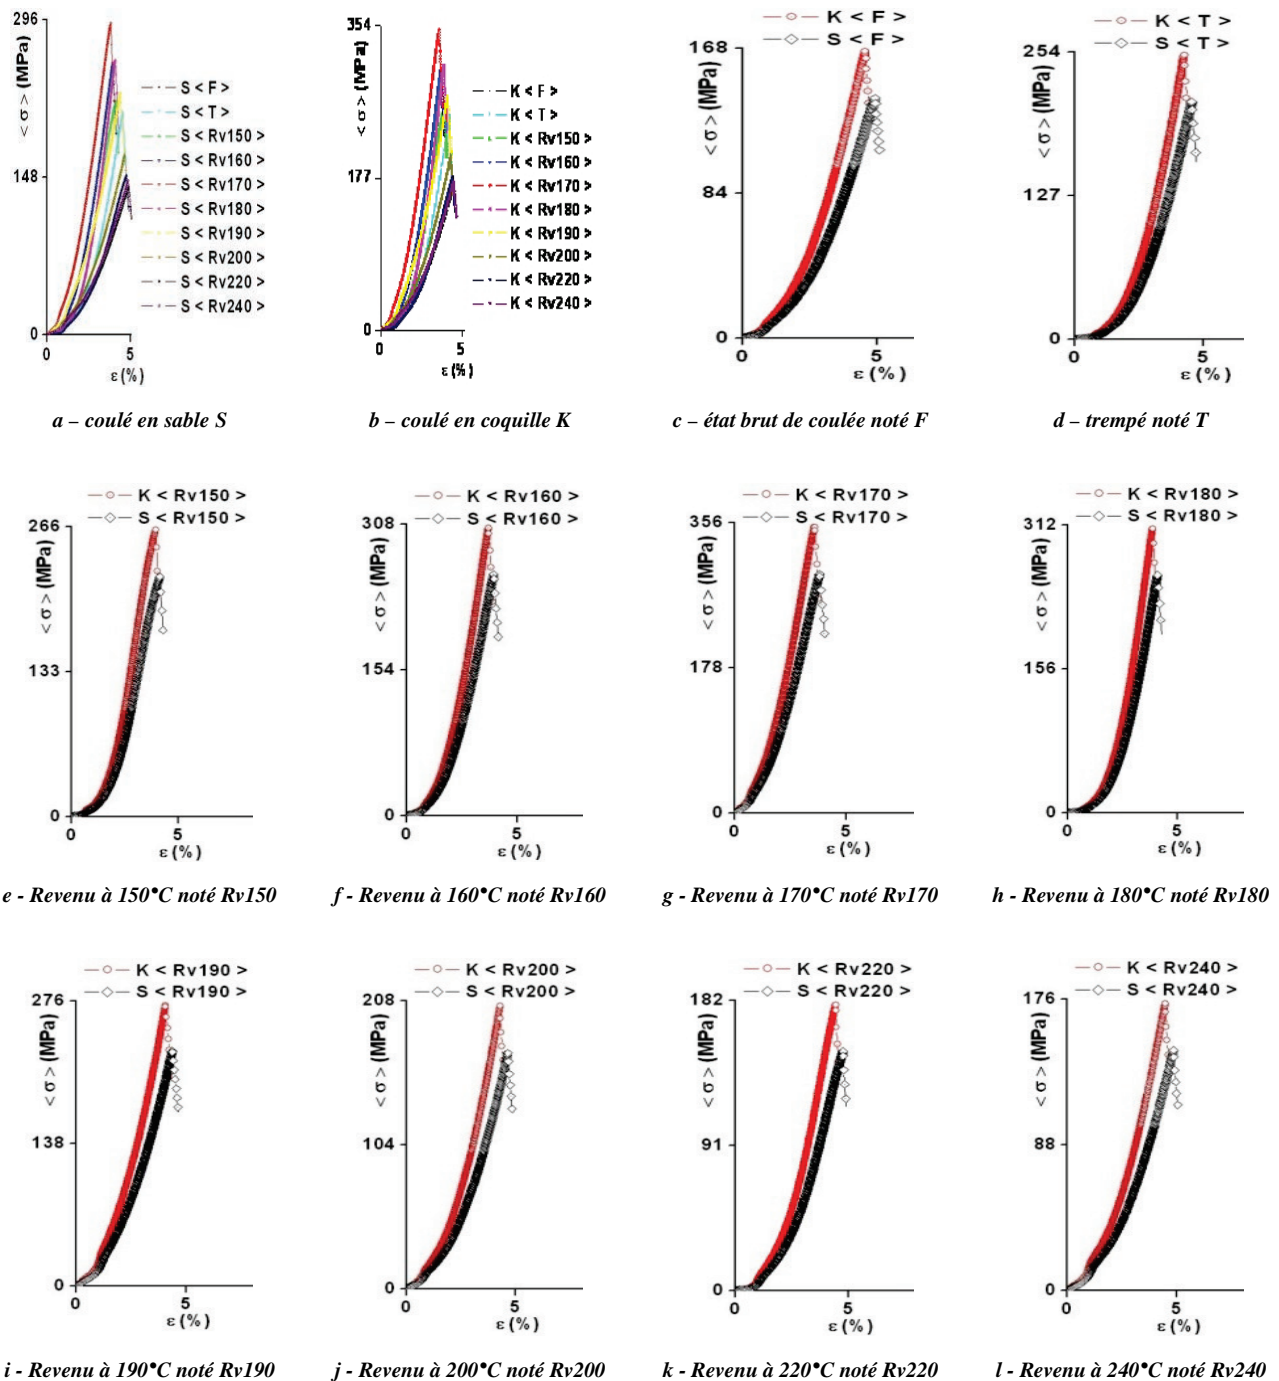 296
148
0
< σ > (MPa)
0 5
ε (%)
S < F >
S < T >
S < Rv150 >
S < Rv160 >
S < Rv170 >
S < Rv180 >
S < Rv190 >
S < Rv200 >
S < Rv220 >
S < Rv240 >
a – coulé en sable S
354
177
0
< σ > (MPa)
0 5
ε (%)
K < F >
K < T >
K < Rv150 >
K < Rv160 >
K < Rv170 >
K < Rv180 >
K < Rv190 >
K < Rv200 >
K < Rv220 >
K < Rv240 >
b – coulé en coquille K
K < F >
S < F >
168
84
0
< σ > (MPa)
0 5
ε (%)
c – état brut de coulée noté F
K < T >
S < T >
254
127
0
< σ > (MPa)
0 5
ε (%)
d – trempé noté T
K < Rv150 >
S < Rv150 >
266
133
0
< σ > (MPa)
0 5
ε (%)
e - Revenu à 150°C noté Rv150
K < Rv160 >
S < Rv160 >
308
154
0
< σ > (MPa)
0 5
ε (%)
f - Revenu à 160°C noté Rv160
K < Rv170 >
S < Rv170 >
356
178
0
< σ > (MPa)
0 5
ε (%)
g - Revenu à 170°C noté Rv170
K < Rv180 >
S < Rv180 >
312
156
0
< σ > (MPa)
0 5
ε (%)
h - Revenu à 180°C noté Rv180
K < Rv190 >
S < Rv190 >
276
138
0
< σ > (MPa)
0 5
ε (%)
i - Revenu à 190°C noté Rv190
K < Rv200 >
S < Rv200 >
208
104
0
< σ > (MPa)
0 5
ε (%)
j - Revenu à 200°C noté Rv200
K < Rv220 >
S < Rv220 >
182
91
0
< σ > (MPa)
0 5
ε (%)
k - Revenu à 220°C noté Rv220
K < Rv240 >
S < Rv240 >
176
88
0
< σ > (MPa)
0 5
ε (%)
l - Revenu à 240°C noté Rv240